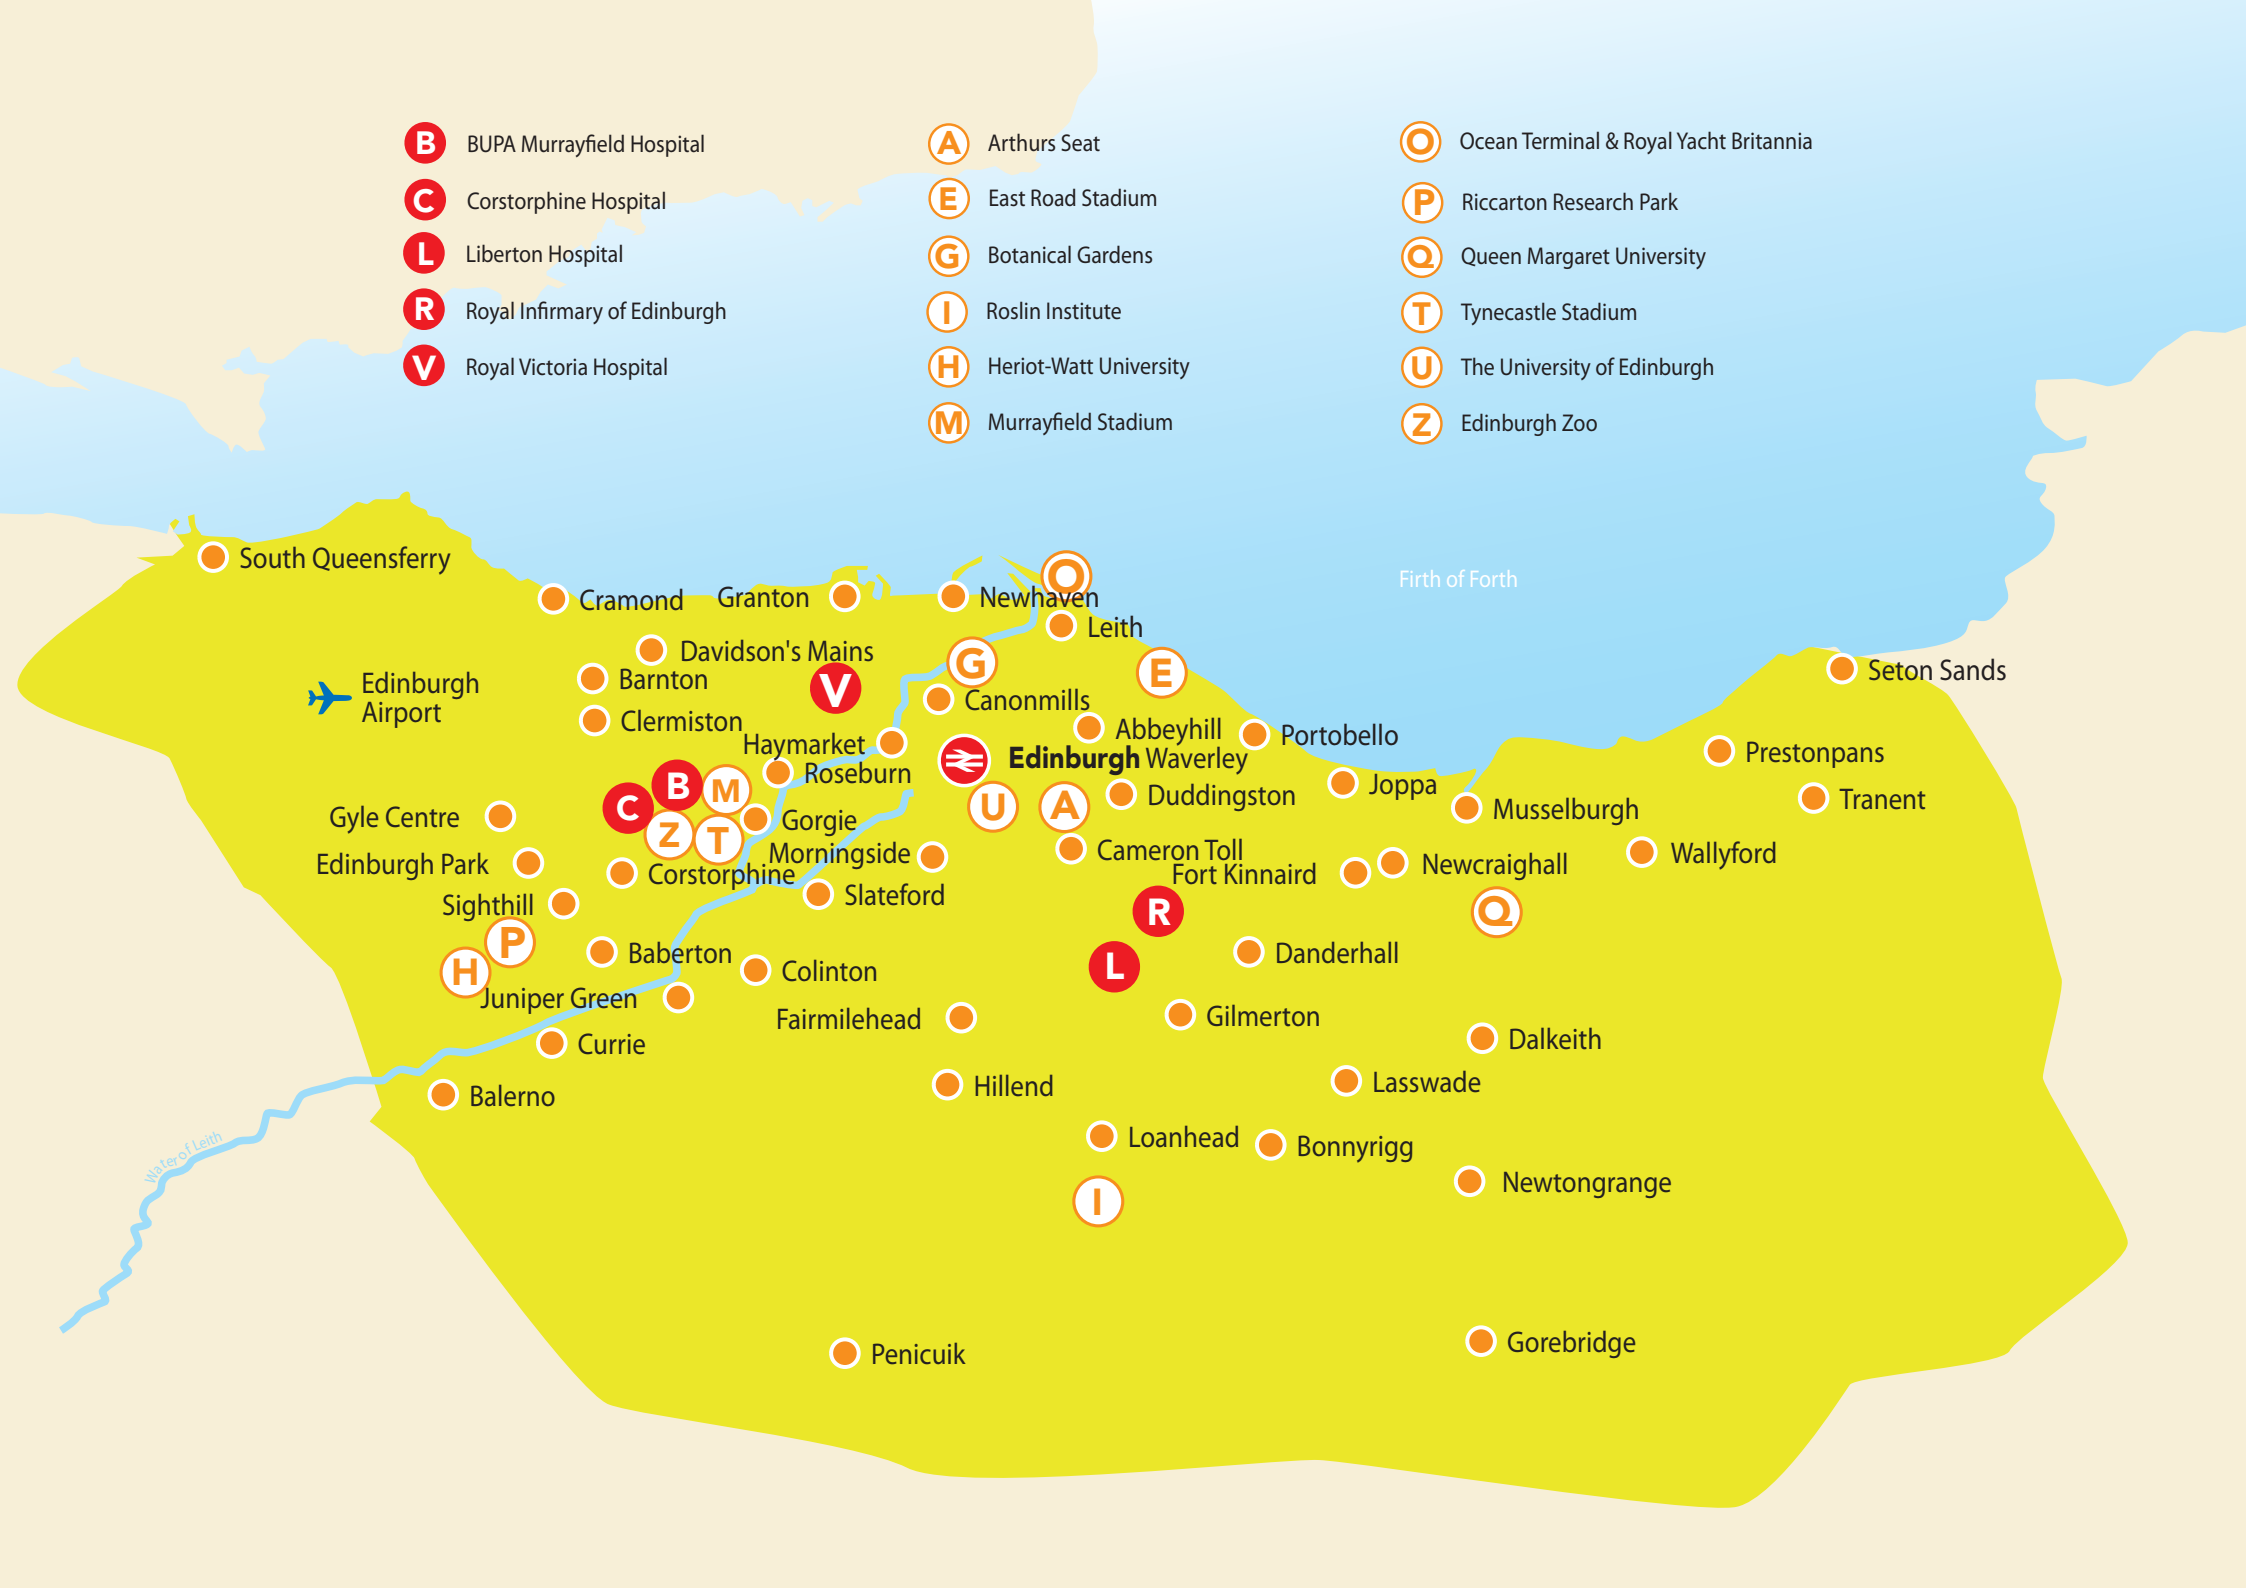 B BUPA Murrayfield Hospital
C Corstorphine Hospital
L Liberton Hospital
R Royal Infirmary of Edinburgh
V Royal Victoria Hospital
A Arthurs Seat
E East Road Stadium
G Botanical Gardens
I Roslin Institute
H Heriot-Watt University
M Murrayfield Stadium
O Ocean Terminal & Royal Yacht Britannia
P Riccarton Research Park
Q Queen Margaret University
T Tynecastle Stadium
U The University of Edinburgh
Z Edinburgh Zoo
South Queensferry
Firth of Forth
O
Cramond
Granton
Newhaven
Leith
Davidson's Mains
G
E
Seton Sands
Barnton
V
Edinburgh
Airport
Canonmills
Clermiston
Abbeyhill
Portobello
Haymarket
Edinburgh Waverley
Prestonpans
Roseburn
B
M
C
U
A
Duddingston
Joppa
Tranent
Musselburgh
Gyle Centre
Gorgie
Z
T
Morningside
Cameron Toll
Wallyford
Edinburgh Park
Corstorphine
Fort Kinnaird
Newcraighall
Slateford
Sighthill
R
Q
P
H
Baberton
L
Danderhall
Colinton
Juniper Green
Fairmilehead
Gilmerton
Currie
Dalkeith
Hillend
Lasswade
Balerno
Water of Leith
Loanhead
Bonnyrigg
Newtongrange
I
Penicuik
Gorebridge